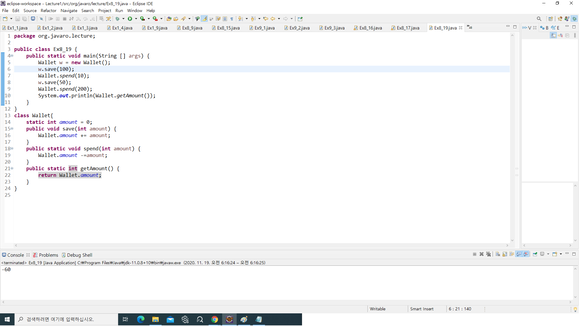 eclipse-workspace - Lecture1/src/org/javaro/lecture/Ex8_19.java - Eclipse IDE
File Edit Source Refactor Navigate Search Project Run Window Help
Ex1_1.java Ex1_2.java Ex1_3.java Ex1_4.java Ex1_9.java Ex8_5.java Ex8_15.java Ex9_1.java Ex9_2.java Ex9_3.java Ex8_16.java Ex8_17.java Ex8_19.java
1 package org.javaro.lecture;
2
3 public class Ex8_19 {
4 public static void main(String [] args) {
5 Wallet w = new Wallet();
6 w.save(100);
7 Wallet.spend(10);
8 w.save(50);
9 Wallet.spend(200);
10 System.out.println(Wallet.getAmount());
11 }
12 }
13 class Wallet{
14 static int amount = 0;
15 public void save(int amount) {
16 Wallet.amount += amount;
17 }
18 public static void spend(int amount) {
19 Wallet.amount -=amount;
20 }
21 public static int getAmount() {
22 return Wallet.amount;
23 }
24 }
25
Console Problems Debug Shell
<terminated> Ex8_19 [Java Application] C:₩Program Files₩Java₩jdk-11.0.8+10₩bin₩javaw.exe (2020. 11. 19. 오전 6:16:24 – 오전 6:16:25)
-60
Writable Smart Insert 6 : 21 : 140
검색하려면 여기에 입력하십시오.